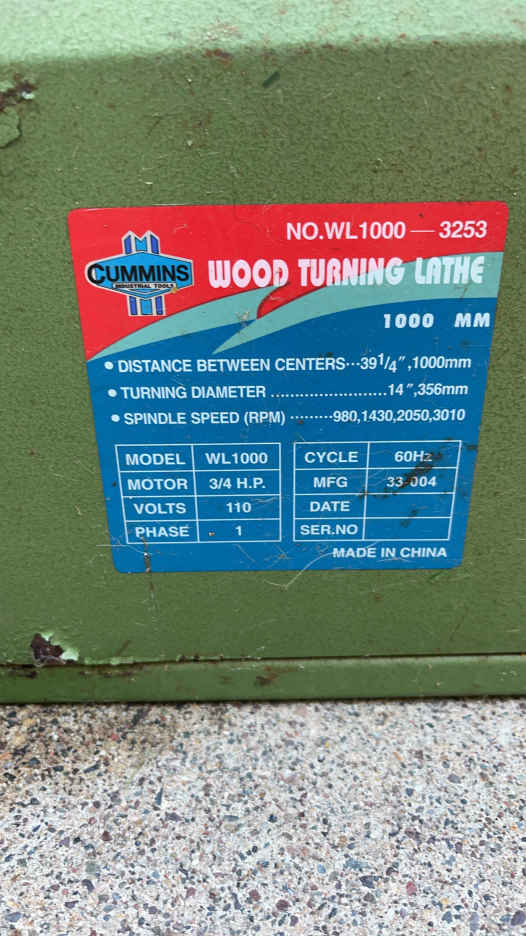 NO.WL1000 — 3253
CUMMINS
INDUSTRIAL TOOLS
WOOD TURNING LATHE
1000 MM
• DISTANCE BETWEEN CENTERS···39 1/4″,1000mm
• TURNING DIAMETER ........................14″,356mm
• SPINDLE SPEED (RPM) ·········980,1430,2050,3010
MODEL WL1000 CYCLE 60Hz
MOTOR 3/4 H.P. MFG 33-004
VOLTS 110 DATE
PHASE 1 SER.NO
MADE IN CHINA